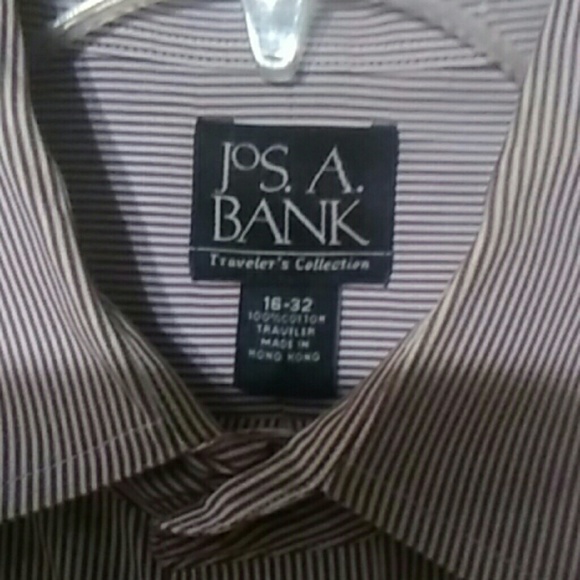 JoS. A.
BANK
Traveler's Collection
16-32
100% COTTON
TRAVELER
MADE IN
HONG KONG